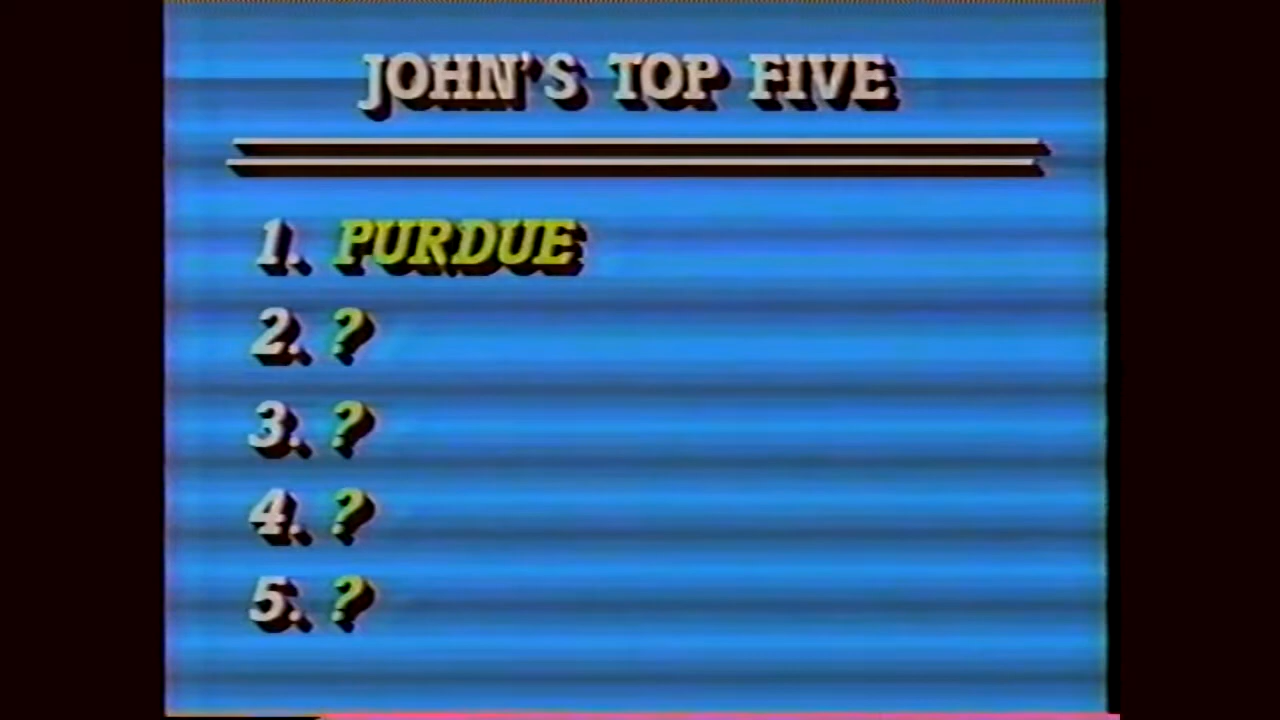 JOHN'S TOP FIVE
1. PURDUE
2. ?
3. ?
4. ?
5. ?